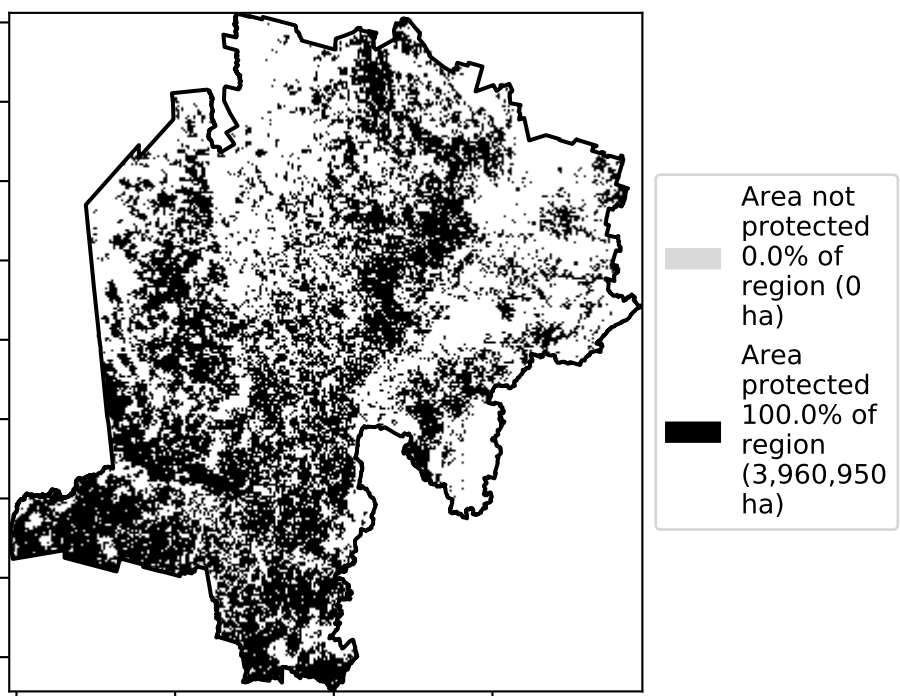 Area not
protected
0.0% of
region (0
ha)
Area
protected
100.0% of
region
(3,960,950
ha)